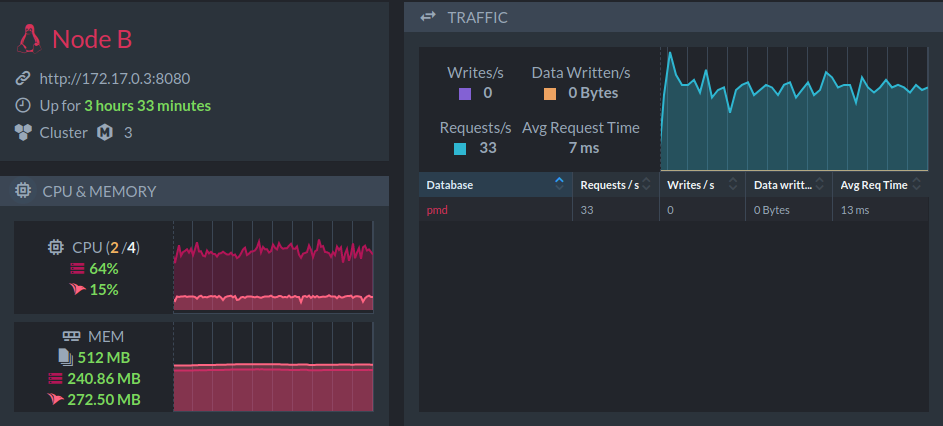 Node B
http://172.17.0.3:8080
Up for 3 hours 33 minutes
Cluster M 3
CPU & MEMORY
CPU (2 /4)
64%
15%
MEM
512 MB
240.86 MB
272.50 MB
TRAFFIC
Writes/s Data Written/s
0 0 Bytes
Requests/s Avg Request Time
33 7 ms
Database Requests / s Writes / s Data writt... Avg Req Time
pmd 33 0 0 Bytes 13 ms